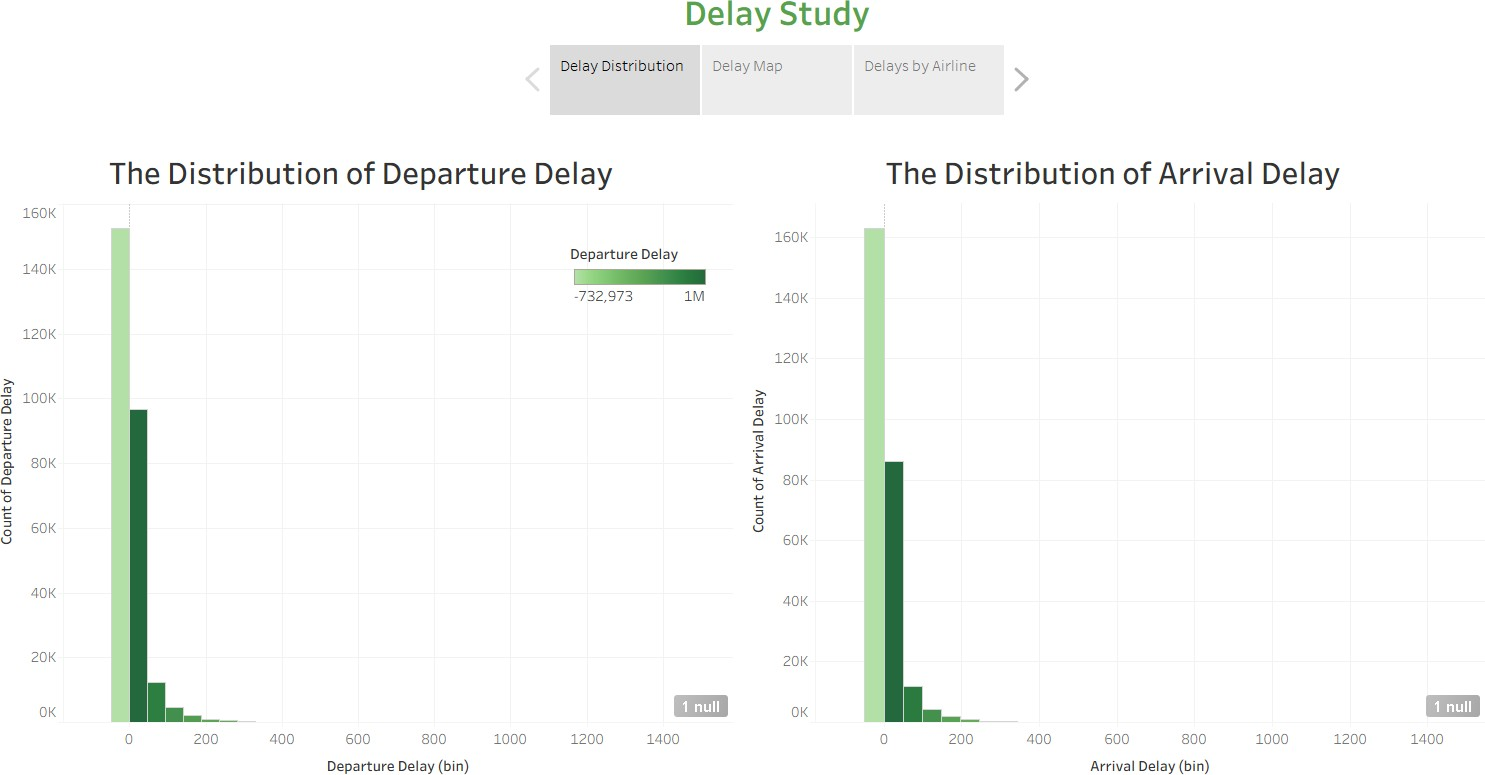 Delay Study
Delay Distribution
Delay Map
Delays by Airline
The Distribution of Departure Delay
160K
140K
120K
100K
80K
60K
40K
20K
0K
Count of Departure Delay
Departure Delay
-732,973 1M
1 null
0 200 400 600 800 1000 1200 1400
Departure Delay (bin)
The Distribution of Arrival Delay
160K
140K
120K
100K
80K
60K
40K
20K
0K
Count of Arrival Delay
1 null
0 200 400 600 800 1000 1200 1400
Arrival Delay (bin)